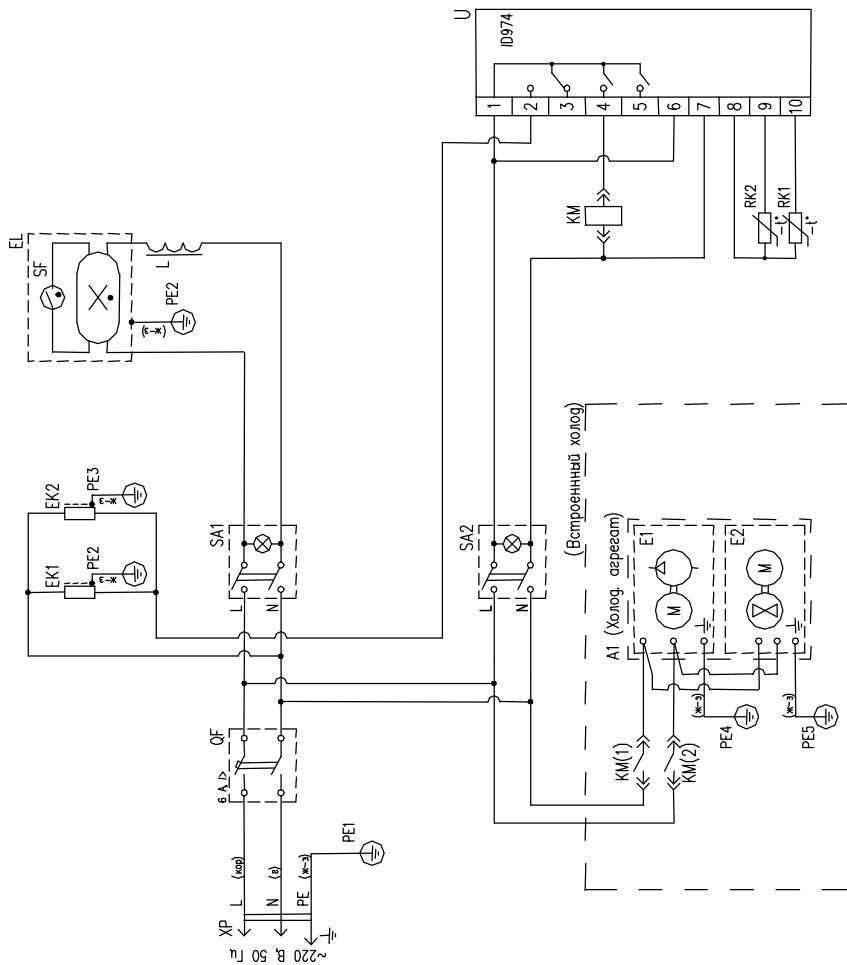 U
ID974
1
2
3
4
5
6
7
8
9
10
KM
RK2
-t°
RK1
-t°
EL
SF
L
PE2
(ж-з)
EK2
PE3
ж-з
EK1
PE2
ж-з
SA1
L
N
SA2
L
N
(Встроеннный холод)
A1 (Холод. агрегат)
E1
M
E2
M
(ж-з)
PE4
(ж-з)
PE5
KM(1)
KM(2)
QF
6 A, I>
XP
L
(кор)
N
(г)
PE
(ж-з)
PE1
~220 В, 50 Гц